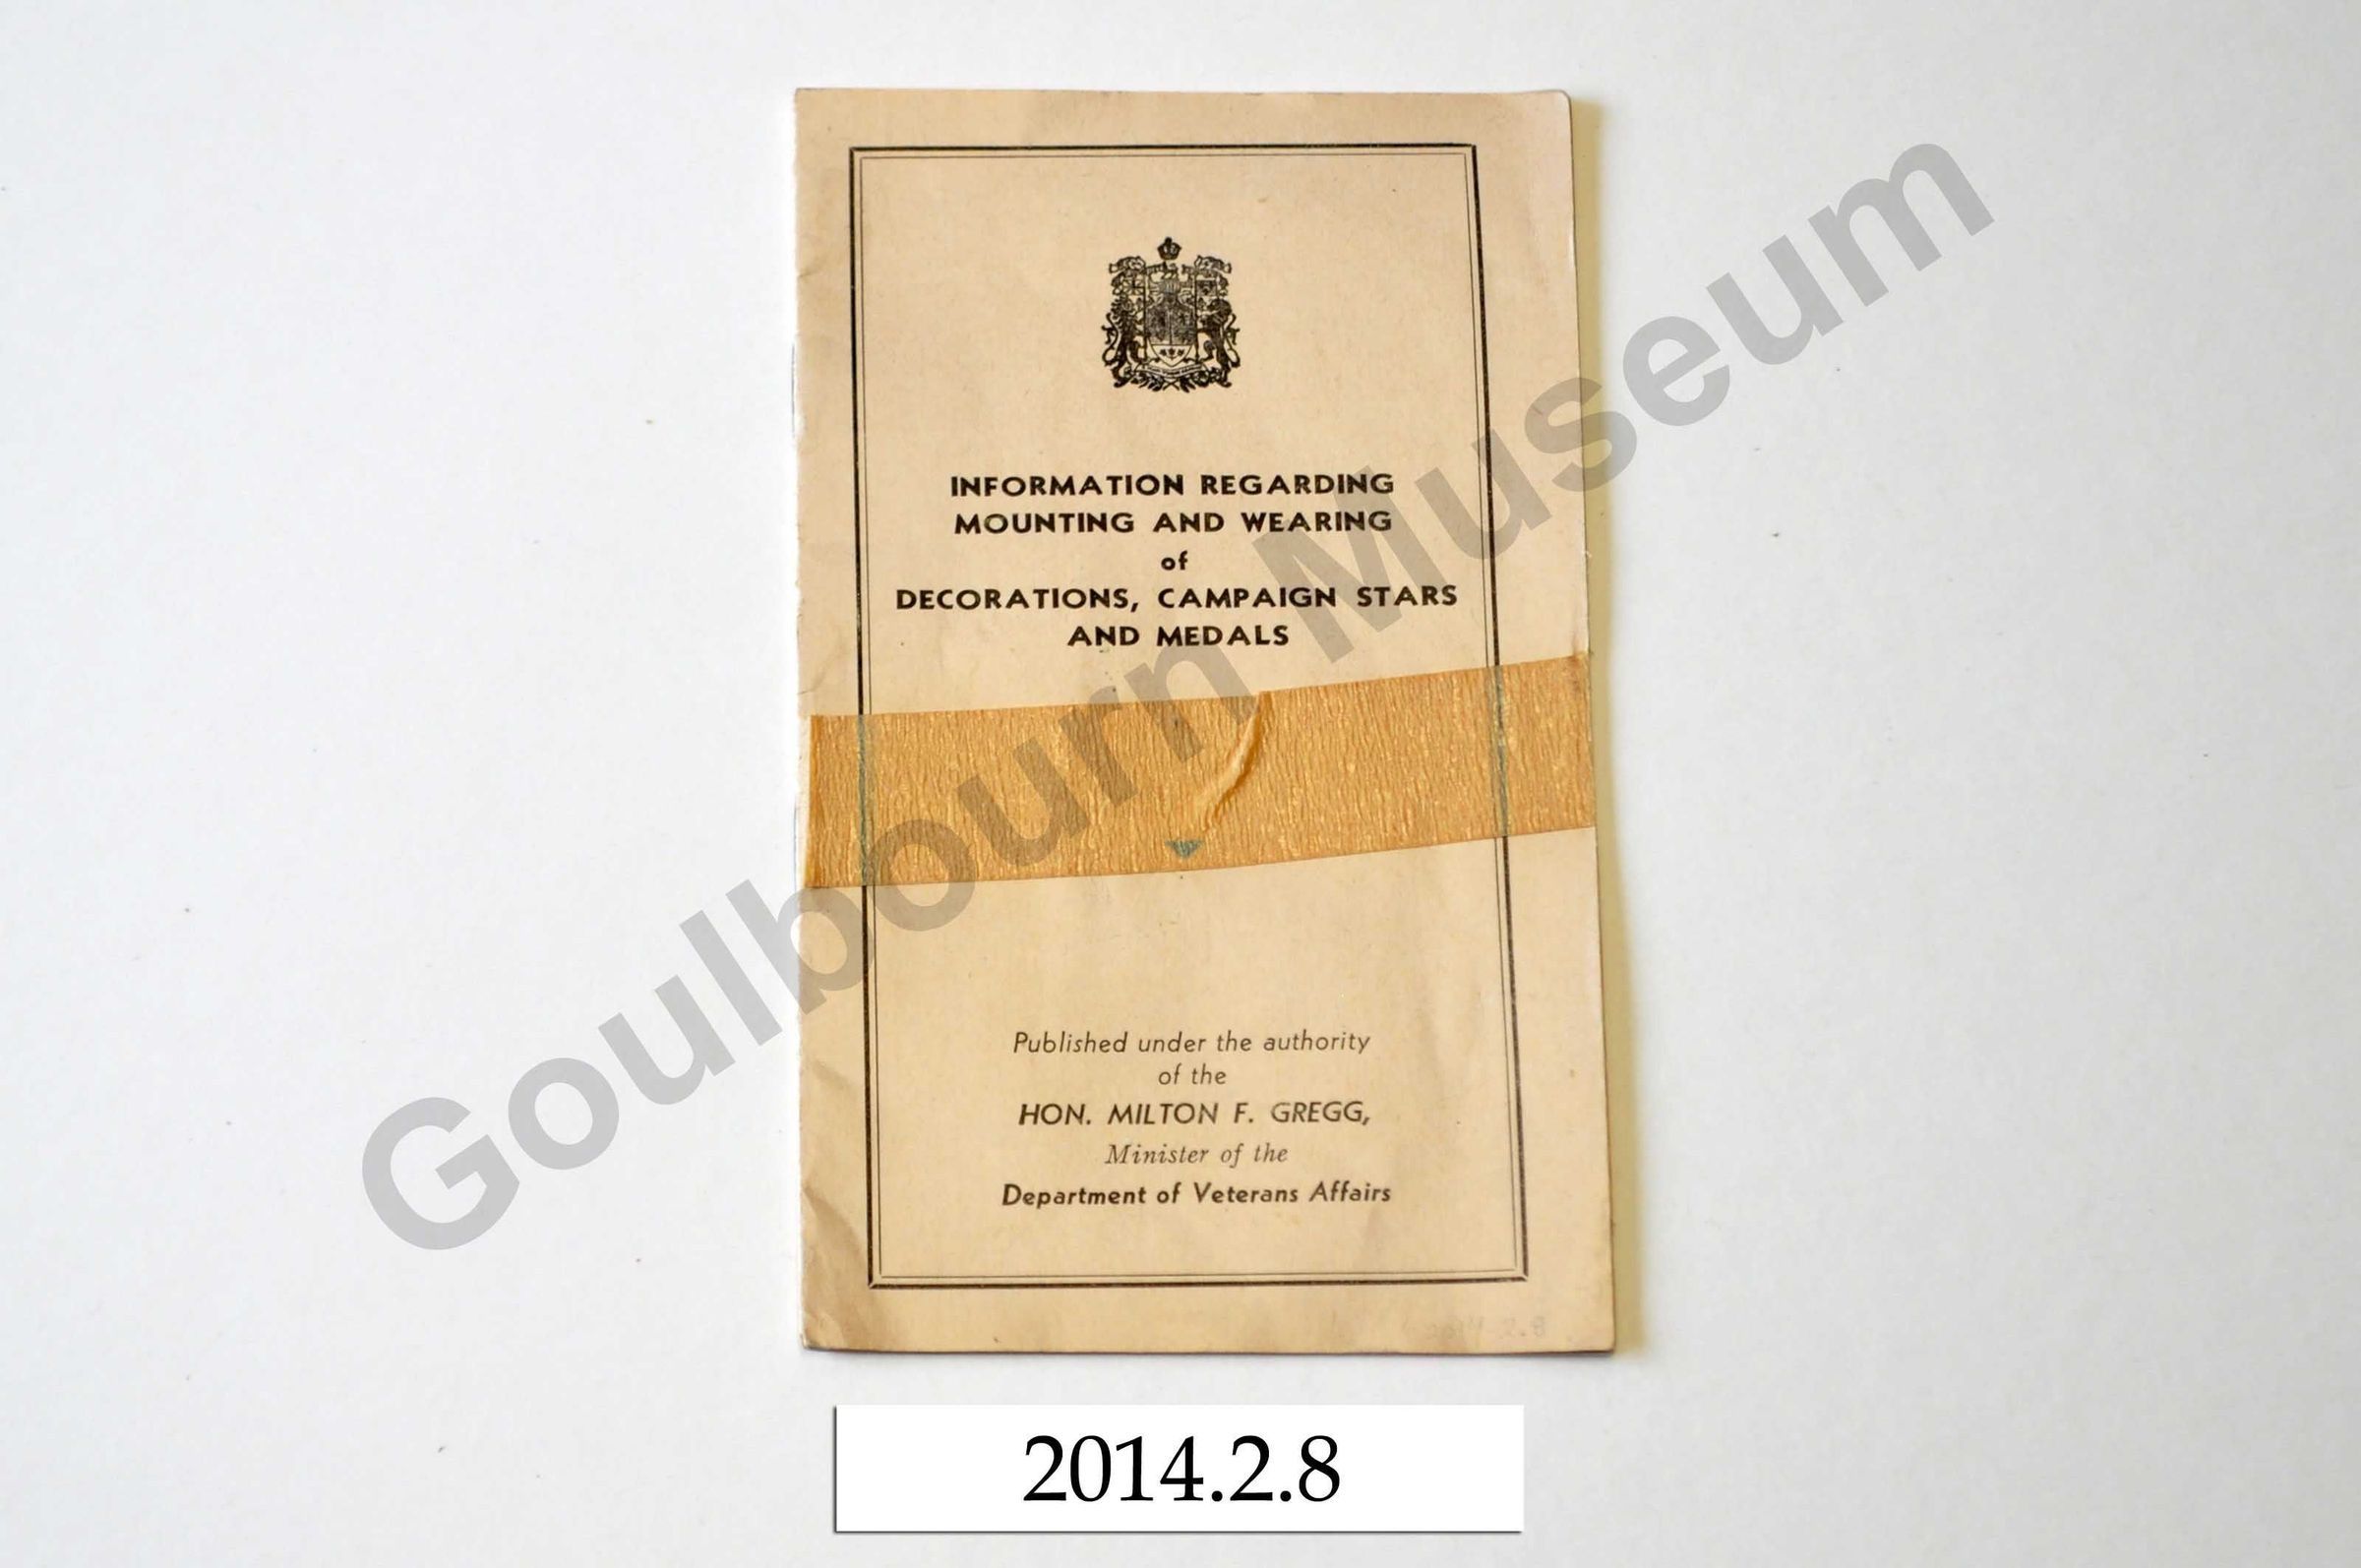 INFORMATION REGARDING
MOUNTING AND WEARING
of
DECORATIONS, CAMPAIGN STARS
AND MEDALS
Published under the authority
of the
HON. MILTON F. GREGG,
Minister of the
Department of Veterans Affairs
2014.2.8
Goulbourn Museum